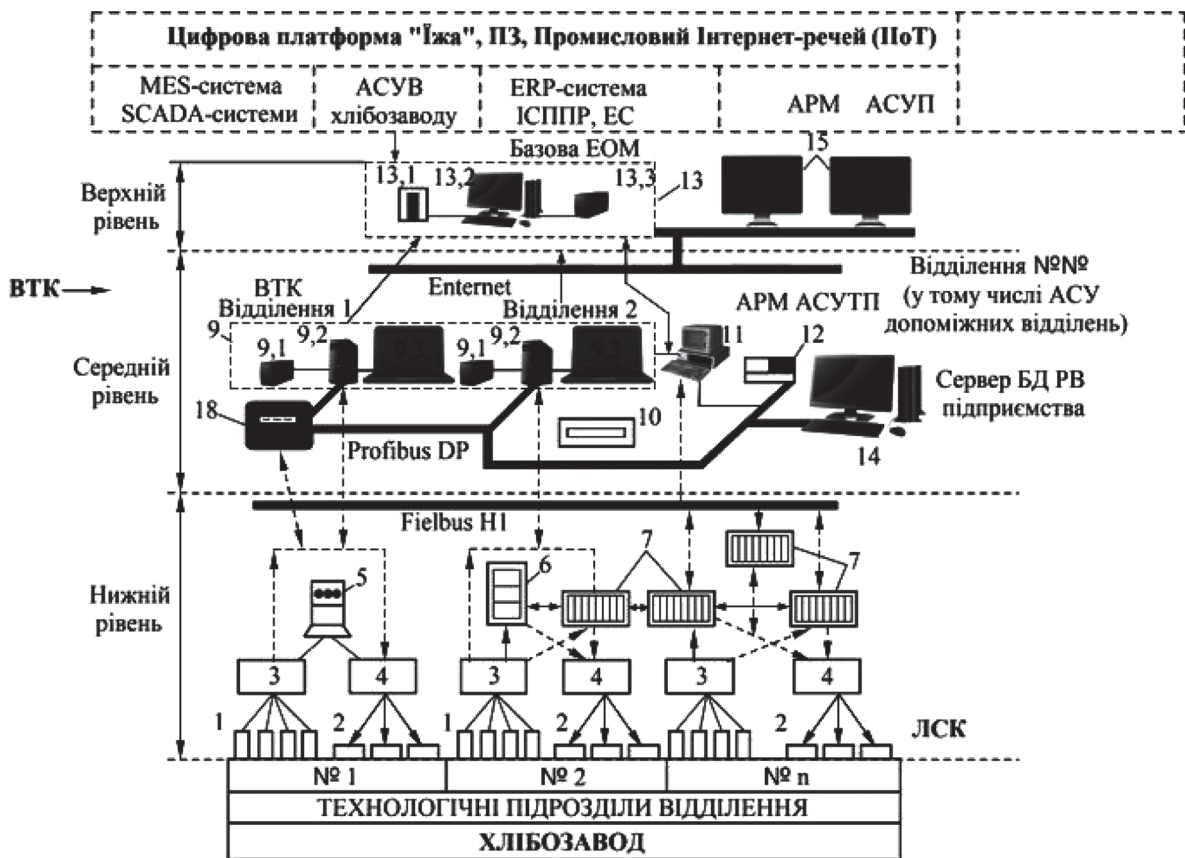 Цифрова платформа "Їжа", ПЗ, Промисловий Інтернет-речей (ІІоТ)
MES-система
SCADA-системи
АСУВ
хлібозаводу
ERP-система
ІСППР, ЕС
АРМ АСУП
Базова ЕОМ
15
13,1
13,2
13,3
13
Верхній
рівень
ВТК
Enternet
Відділення №№
(у тому числі АСУ
допоміжних відділень)
ВТК
Відділення 1
Відділення 2
АРМ АСУТП
9
9,1
9,2
9,3
9,1
9,2
9,3
11
12
Середній
рівень
Сервер БД РВ
підприємства
18
10
Profibus DP
14
Fielbus H1
7
7
6
5
Нижній
рівень
3
4
3
4
3
4
1
2
1
2
2
ЛСК
№ 1
№ 2
№ n
ТЕХНОЛОГІЧНІ ПІДРОЗДІЛИ ВІДДІЛЕННЯ
ХЛІБОЗАВОД